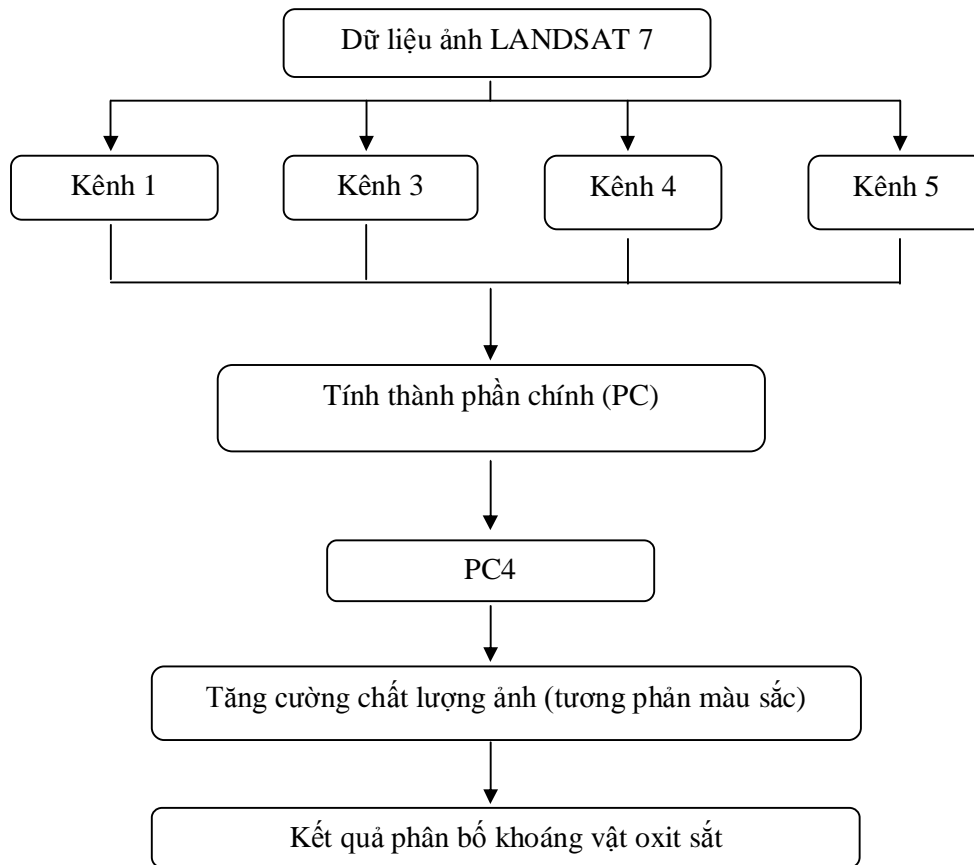 Dữ liệu ảnh LANDSAT 7
Kênh 1
Kênh 3
Kênh 4
Kênh 5
Tính thành phần chính (PC)
PC4
Tăng cường chất lượng ảnh (tương phản màu sắc)
Kết quả phân bố khoáng vật oxit sắt